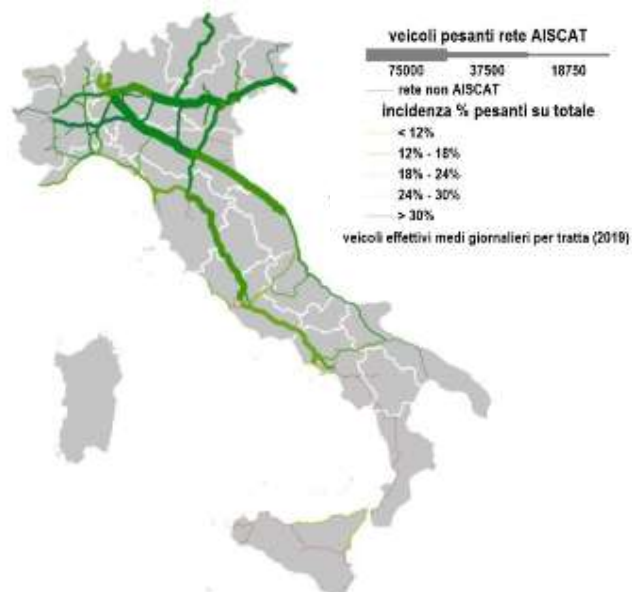 veicoli pesanti rete AISCAT
75000 37500 18750
rete non AISCAT
incidenza % pesanti su totale
< 12%
12% - 18%
18% - 24%
24% - 30%
> 30%
veicoli effettivi medi giornalieri per tratta (2019)